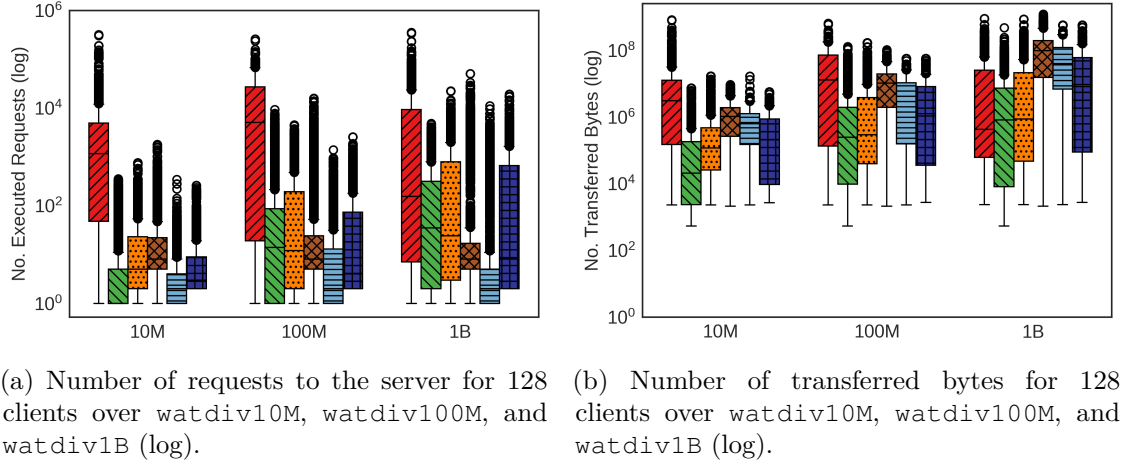 No. Executed Requests (log)
10^6
10^4
10^2
10^0
10M
100M
1B
No. Transferred Bytes (log)
10^8
10^6
10^4
10^2
10^0
10M
100M
1B
(a) Number of requests to the server for 128
clients over watdiv10M, watdiv100M, and
watdiv1B (log).
(b) Number of transferred bytes for 128
clients over watdiv10M, watdiv100M, and
watdiv1B (log).